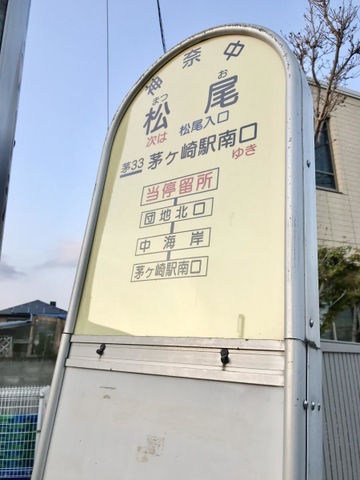 神奈中
まつ お
松尾
次は 松尾入口
茅33 茅ヶ崎駅南口
ゆき
当停留所
団地北口
中海岸
茅ヶ崎駅南口